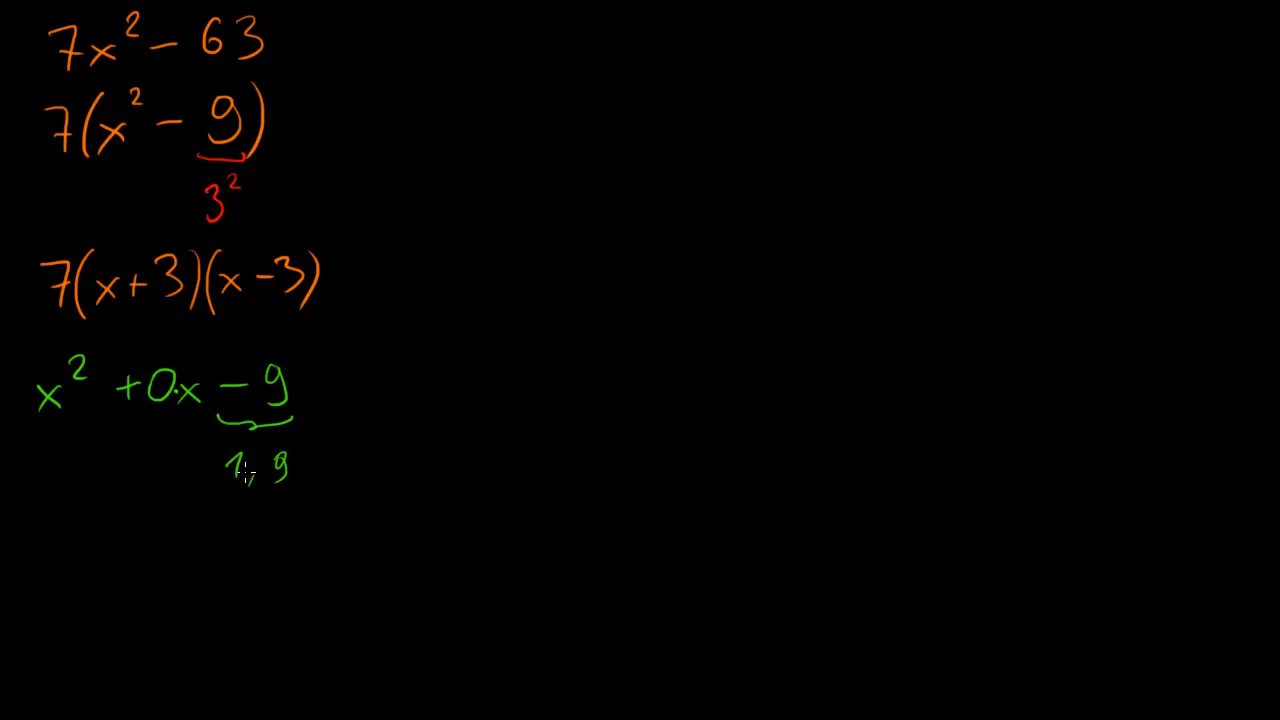 7x² − 63
7(x² − 9)
3²
7(x+3)(x−3)
x² + 0·x − 9
1, 9